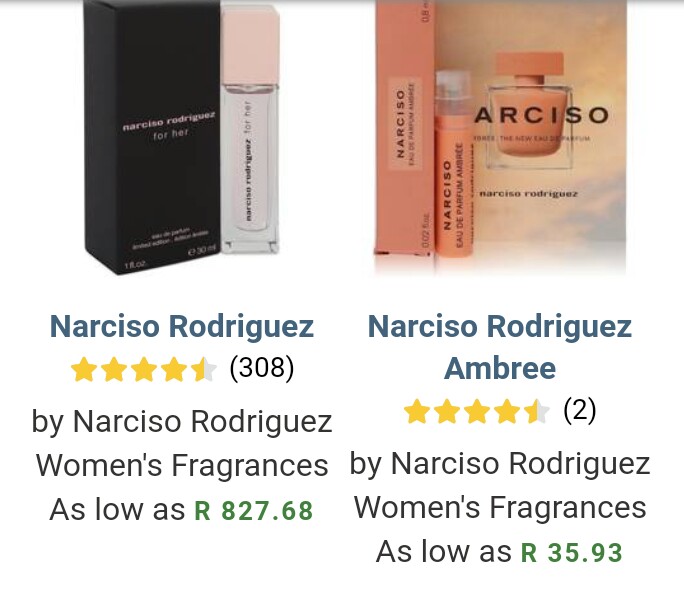 narciso rodriguez
for her
eau de parfum
limited edition . édition limitée
1 fl.oz. ℮ 30 ml
narciso rodriguez for her
NARCISO
EAU DE PARFUM AMBRÉE
0.02 fl.oz.
0,8 m
NARCISO
EAU DE PARFUM AMBRÉE
ARCISO
THE NEW EAU DE PARFUM
narciso rodriguez
Narciso Rodriguez
(308)
by Narciso Rodriguez
Women's Fragrances
As low as R 827.68
Narciso Rodriguez
Ambree
(2)
by Narciso Rodriguez
Women's Fragrances
As low as R 35.93